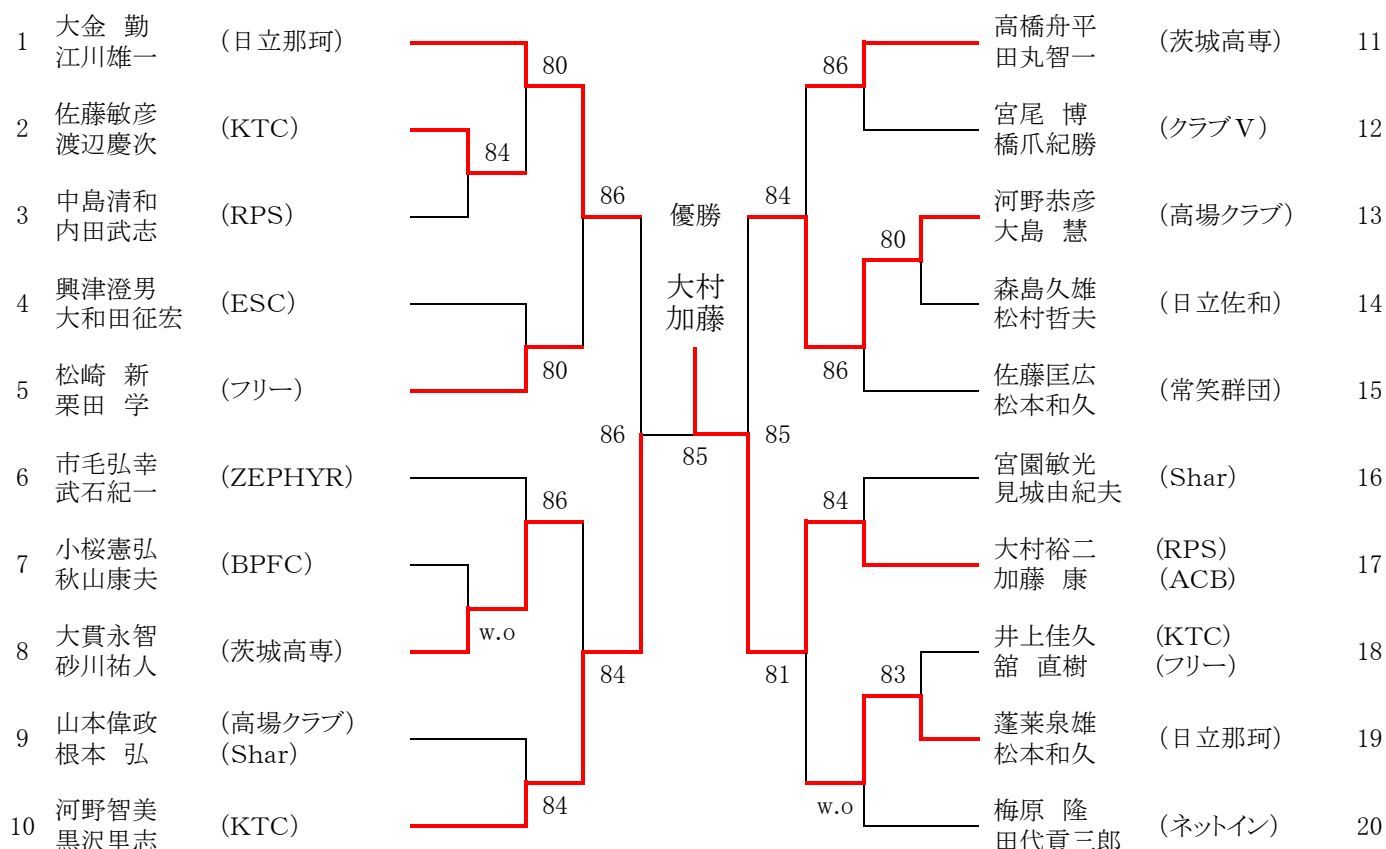 1 大金 勤 (日立那珂)
江川雄一
80
2 佐藤敏彦 (KTC)
渡辺慶次
84
3 中島清和 (RPS)
内田武志
86
4 興津澄男 (ESC)
大和田征宏
80
5 松崎 新 (フリー)
栗田 学
86
6 市毛弘幸 (ZEPHYR)
武石紀一
86
7 小桜憲弘 (BPFC)
秋山康夫
w.o
8 大貫永智 (茨城高専)
砂川祐人
84
9 山本偉政 (高場クラブ)
根本 弘 (Shar)
84
10 河野智美 (KTC)
黒沢里志
優勝
大村
加藤
85
高橋舟平 (茨城高専) 11
田丸智一
86
宮尾 博 (クラブV) 12
橋爪紀勝
84
河野恭彦 (高場クラブ) 13
大島 慧
80
森島久雄 (日立佐和) 14
松村哲夫
86
佐藤匡広 (常笑群団) 15
松本和久
85
宮園敏光 (Shar) 16
見城由紀夫
84
大村裕二 (RPS) 17
加藤 康 (ACB)
81
井上佳久 (KTC) 18
舘 直樹 (フリー)
83
蓬莱泉雄 (日立那珂) 19
松本和久
w.o
梅原 隆 (ネットイン) 20
田代貢三郎